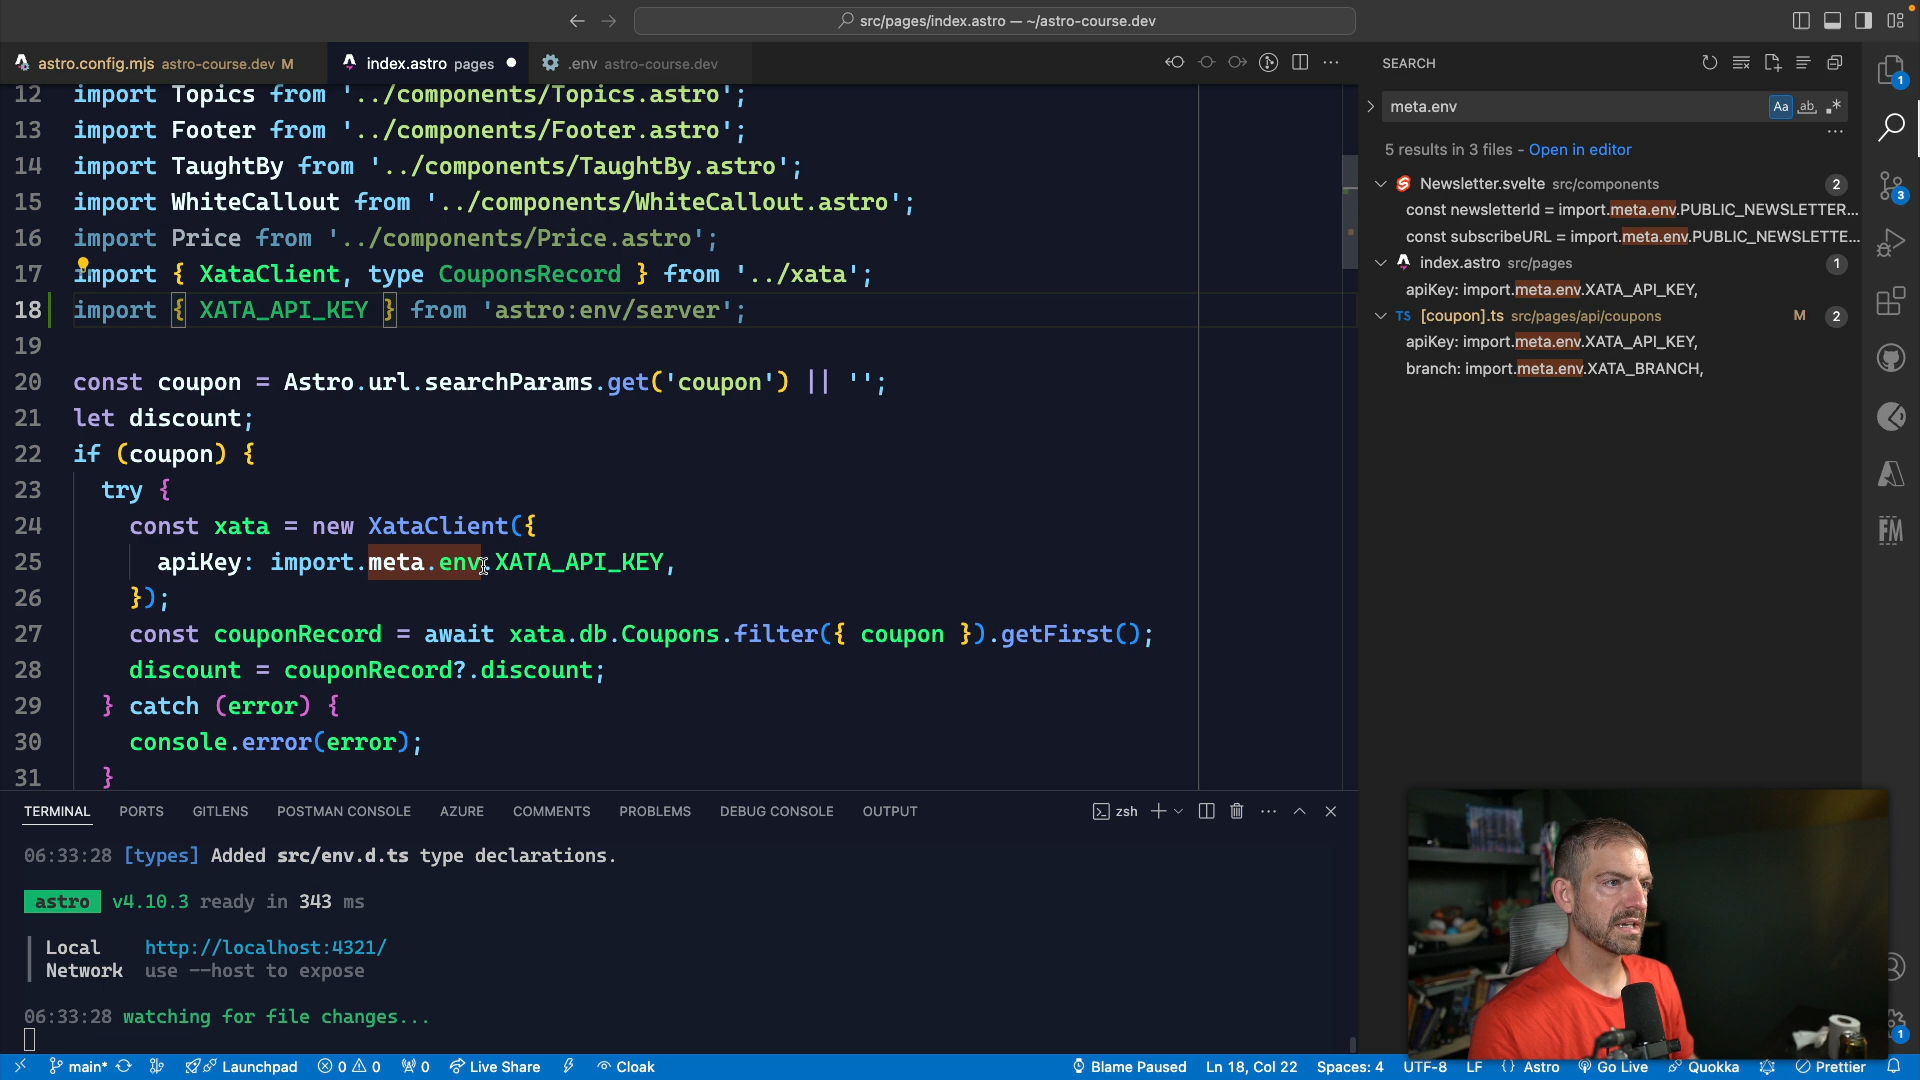 src/pages/index.astro — ~/astro-course.dev
astro.config.mjs astro-course.dev M
index.astro pages
.env astro-course.dev
12 import Topics from '../components/Topics.astro';
13 import Footer from '../components/Footer.astro';
14 import TaughtBy from '../components/TaughtBy.astro';
15 import WhiteCallout from '../components/WhiteCallout.astro';
16 import Price from '../components/Price.astro';
17 import { XataClient, type CouponsRecord } from '../xata';
18 import { XATA_API_KEY } from 'astro:env/server';
19
20 const coupon = Astro.url.searchParams.get('coupon') || '';
21 let discount;
22 if (coupon) {
23 try {
24 const xata = new XataClient({
25 apiKey: import.meta.env.XATA_API_KEY,
26 });
27 const couponRecord = await xata.db.Coupons.filter({ coupon }).getFirst();
28 discount = couponRecord?.discount;
29 } catch (error) {
30 console.error(error);
31 }
SEARCH
meta.env
Aa ab .*
5 results in 3 files - Open in editor
Newsletter.svelte src/components 2
const newsletterId = import.meta.env.PUBLIC_NEWSLETTER...
const subscribeURL = import.meta.env.PUBLIC_NEWSLETTE...
index.astro src/pages 1
apiKey: import.meta.env.XATA_API_KEY,
TS [coupon].ts src/pages/api/coupons M 2
apiKey: import.meta.env.XATA_API_KEY,
branch: import.meta.env.XATA_BRANCH,
1
3
FM
1
TERMINAL PORTS GITLENS POSTMAN CONSOLE AZURE COMMENTS PROBLEMS DEBUG CONSOLE OUTPUT
zsh
06:33:28 [types] Added src/env.d.ts type declarations.
astro v4.10.3 ready in 343 ms
Local http://localhost:4321/
Network use --host to expose
06:33:28 watching for file changes...
main* Launchpad 0 0 0 Live Share Cloak
Blame Paused Ln 18, Col 22 Spaces: 4 UTF-8 LF {} Astro Go Live Quokka Prettier